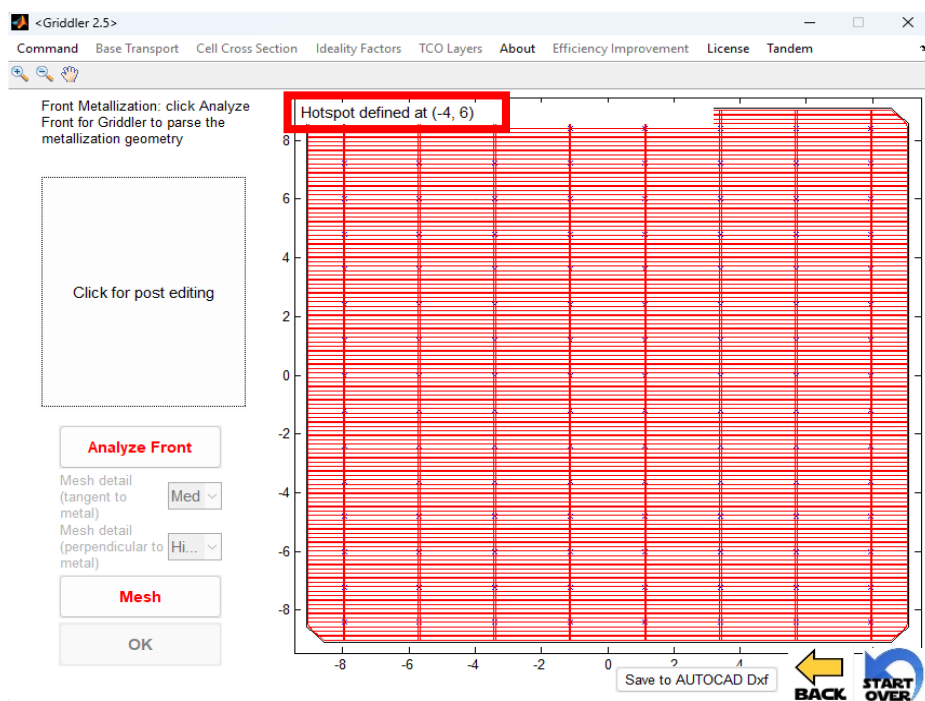 <Griddler 2.5>
Command Base Transport Cell Cross Section Ideality Factors TCO Layers About Efficiency Improvement License Tandem
Front Metallization: click Analyze
Front for Griddler to parse the
metallization geometry
Hotspot defined at (-4, 6)
8
6
4
2
0
-2
-4
-6
-8
-8 -6 -4 -2 0 2 4
Click for post editing
Analyze Front
Mesh detail
(tangent to
metal)
Med
Mesh detail
(perpendicular to
metal)
Hi...
Mesh
OK
Save to AUTOCAD Dxf
BACK
START
OVER